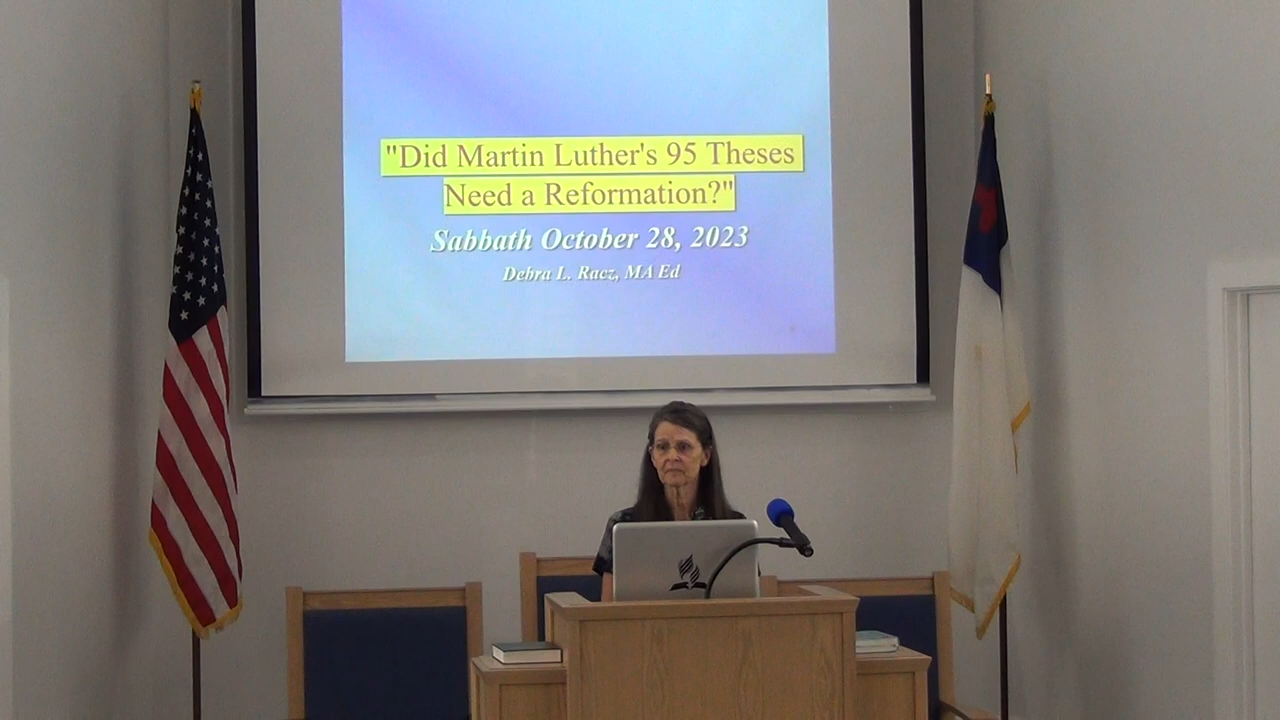 "Did Martin Luther's 95 Theses
Need a Reformation?"
Sabbath October 28, 2023
Debra L. Racz, MA Ed